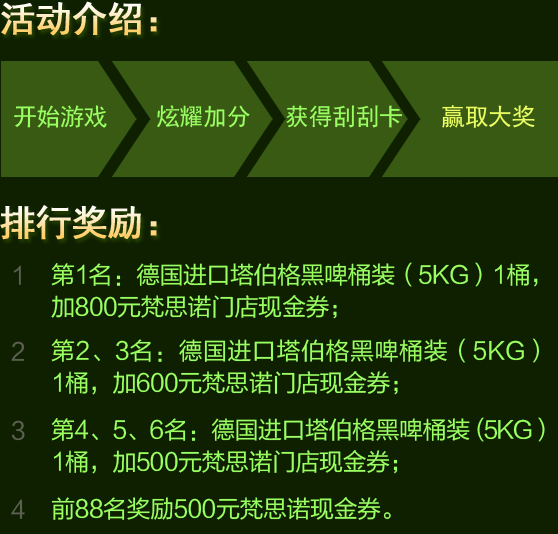 活动介绍：
开始游戏 炫耀加分 获得刮刮卡 赢取大奖
排行奖励：
1 第1名：德国进口塔伯格黑啤桶装（5KG）1桶，
加800元梵思诺门店现金券；
2 第2、3名：德国进口塔伯格黑啤桶装（5KG）
1桶，加600元梵思诺门店现金券；
3 第4、5、6名：德国进口塔伯格黑啤桶装(5KG）
1桶，加500元梵思诺门店现金券；
4 前88名奖励500元梵思诺现金券。